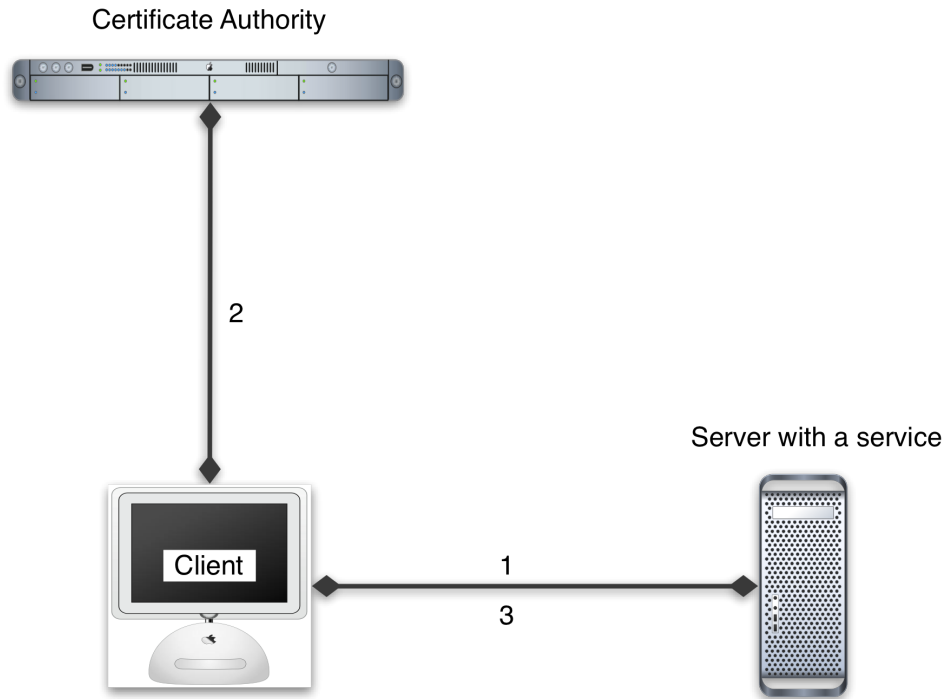 Certificate Authority
2
Server with a service
Client
1
3